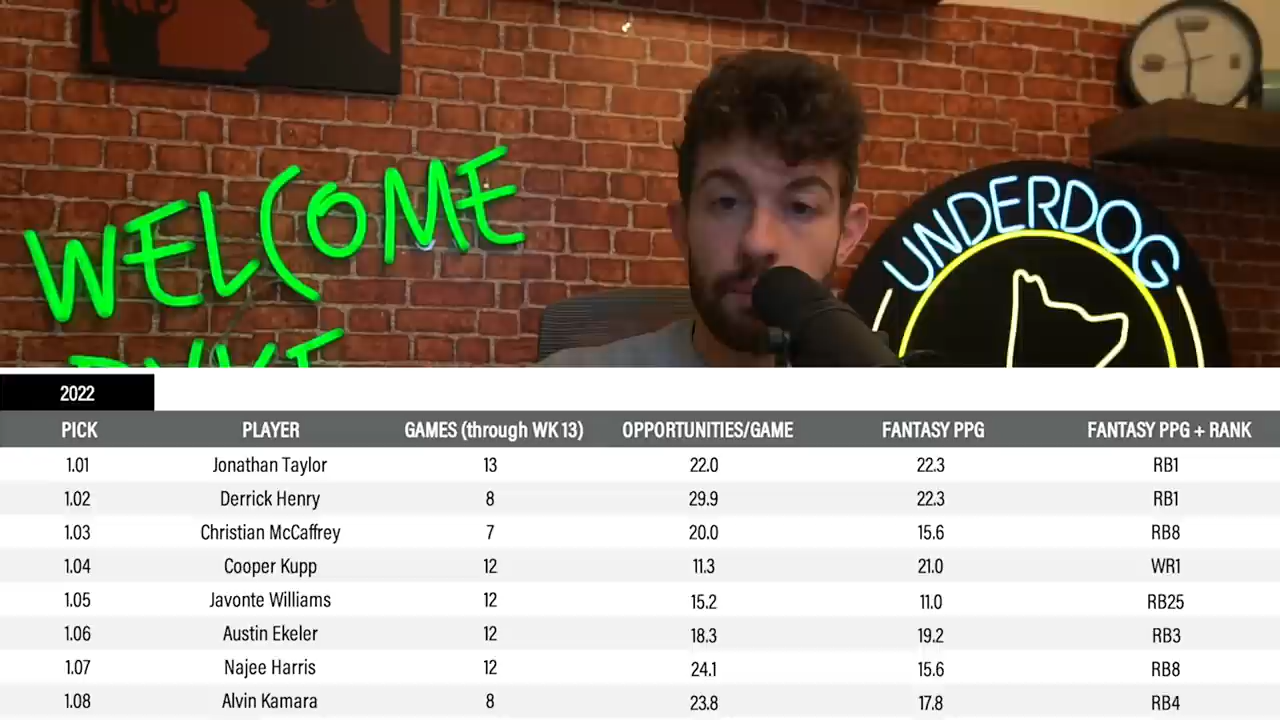 WELCOME
UNDERDOG
2022
PICK PLAYER GAMES (through WK 13) OPPORTUNITIES/GAME FANTASY PPG FANTASY PPG + RANK
1.01 Jonathan Taylor 13 22.0 22.3 RB1
1.02 Derrick Henry 8 29.9 22.3 RB1
1.03 Christian McCaffrey 7 20.0 15.6 RB8
1.04 Cooper Kupp 12 11.3 21.0 WR1
1.05 Javonte Williams 12 15.2 11.0 RB25
1.06 Austin Ekeler 12 18.3 19.2 RB3
1.07 Najee Harris 12 24.1 15.6 RB8
1.08 Alvin Kamara 8 23.8 17.8 RB4